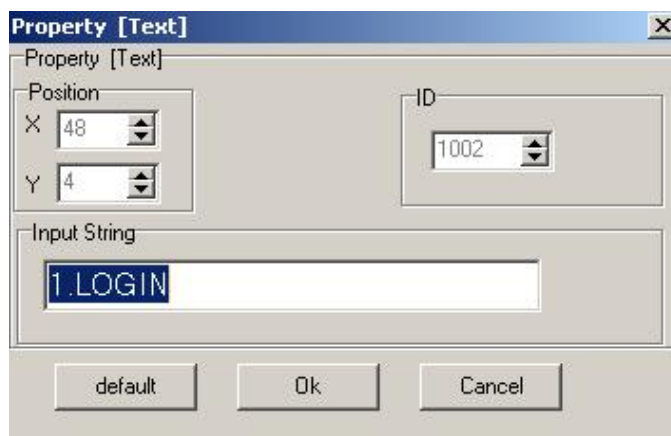 Property [Text]
Property [Text]
Position
ID
X 48
1002
Y 4
Input String
1.LOGIN
default Ok Cancel